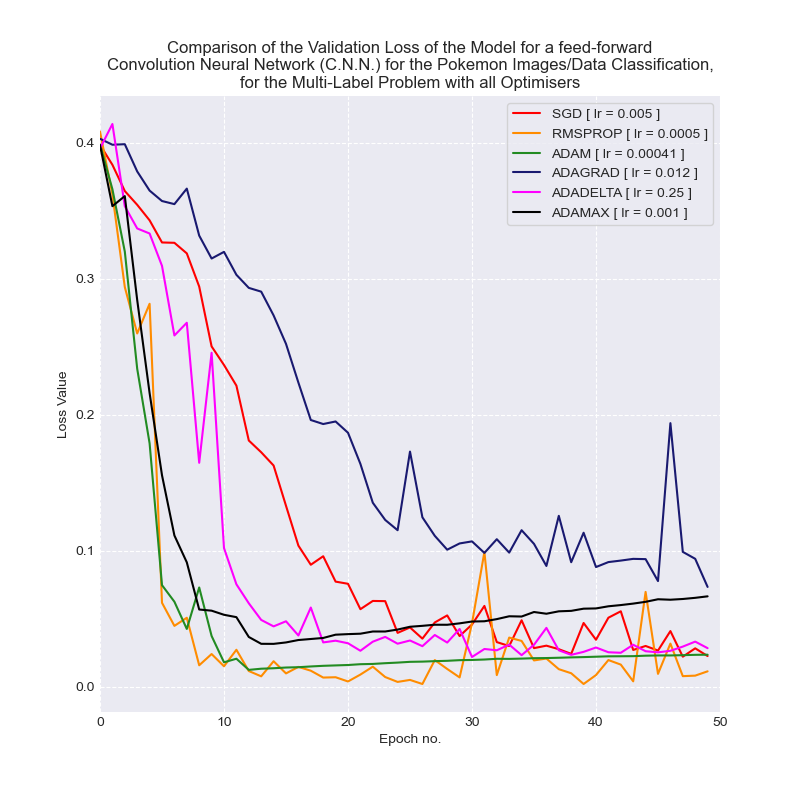 Comparison of the Validation Loss of the Model for a feed-forward
Convolution Neural Network (C.N.N.) for the Pokemon Images/Data Classification,
for the Multi-Label Problem with all Optimisers
SGD [ lr = 0.005 ]
RMSPROP [ lr = 0.0005 ]
ADAM [ lr = 0.00041 ]
ADAGRAD [ lr = 0.012 ]
ADADELTA [ lr = 0.25 ]
ADAMAX [ lr = 0.001 ]
Loss Value
0.4
0.3
0.2
0.1
0.0
0 10 20 30 40 50
Epoch no.